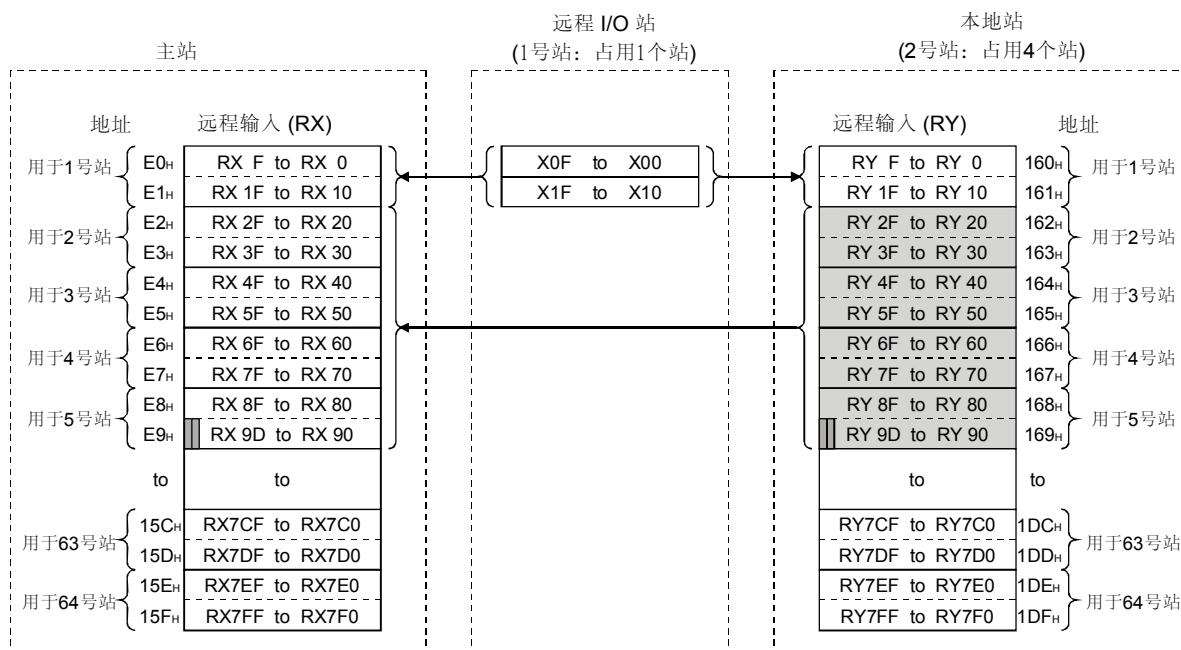 远程 I/O 站
(1号站：占用1个站)
主站
本地站
(2号站：占用4个站)
地址 远程输入 (RX)
远程输入 (RY) 地址
用于1号站 E0H RX F to RX 0
E1H RX 1F to RX 10
用于2号站 E2H RX 2F to RX 20
E3H RX 3F to RX 30
用于3号站 E4H RX 4F to RX 40
E5H RX 5F to RX 50
用于4号站 E6H RX 6F to RX 60
E7H RX 7F to RX 70
用于5号站 E8H RX 8F to RX 80
E9H RX 9D to RX 90
to to
用于63号站 15CH RX7CF to RX7C0
15DH RX7DF to RX7D0
用于64号站 15EH RX7EF to RX7E0
15FH RX7FF to RX7F0
X0F to X00
X1F to X10
RY F to RY 0 160H 用于1号站
RY 1F to RY 10 161H
RY 2F to RY 20 162H 用于2号站
RY 3F to RY 30 163H
RY 4F to RY 40 164H 用于3号站
RY 5F to RY 50 165H
RY 6F to RY 60 166H 用于4号站
RY 7F to RY 70 167H
RY 8F to RY 80 168H 用于5号站
RY 9D to RY 90 169H
to to
RY7CF to RY7C0 1DCH 用于63号站
RY7DF to RY7D0 1DDH
RY7EF to RY7E0 1DEH 用于64号站
RY7FF to RY7F0 1DFH